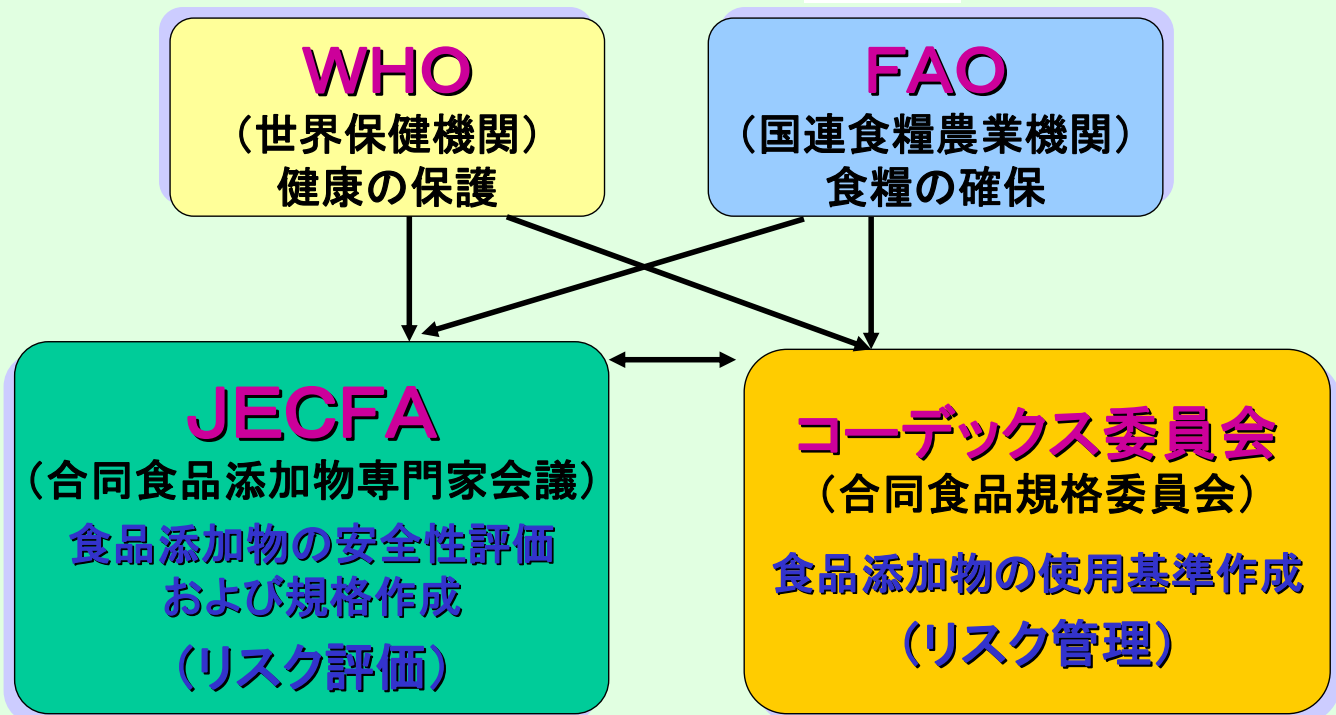 WHO
（世界保健機関）
健康の保護
FAO
（国連食糧農業機関）
食糧の確保
JECFA
（合同食品添加物専門家会議）
食品添加物の安全性評価
および規格作成
（リスク評価）
コーデックス委員会
（合同食品規格委員会）
食品添加物の使用基準作成
（リスク管理）